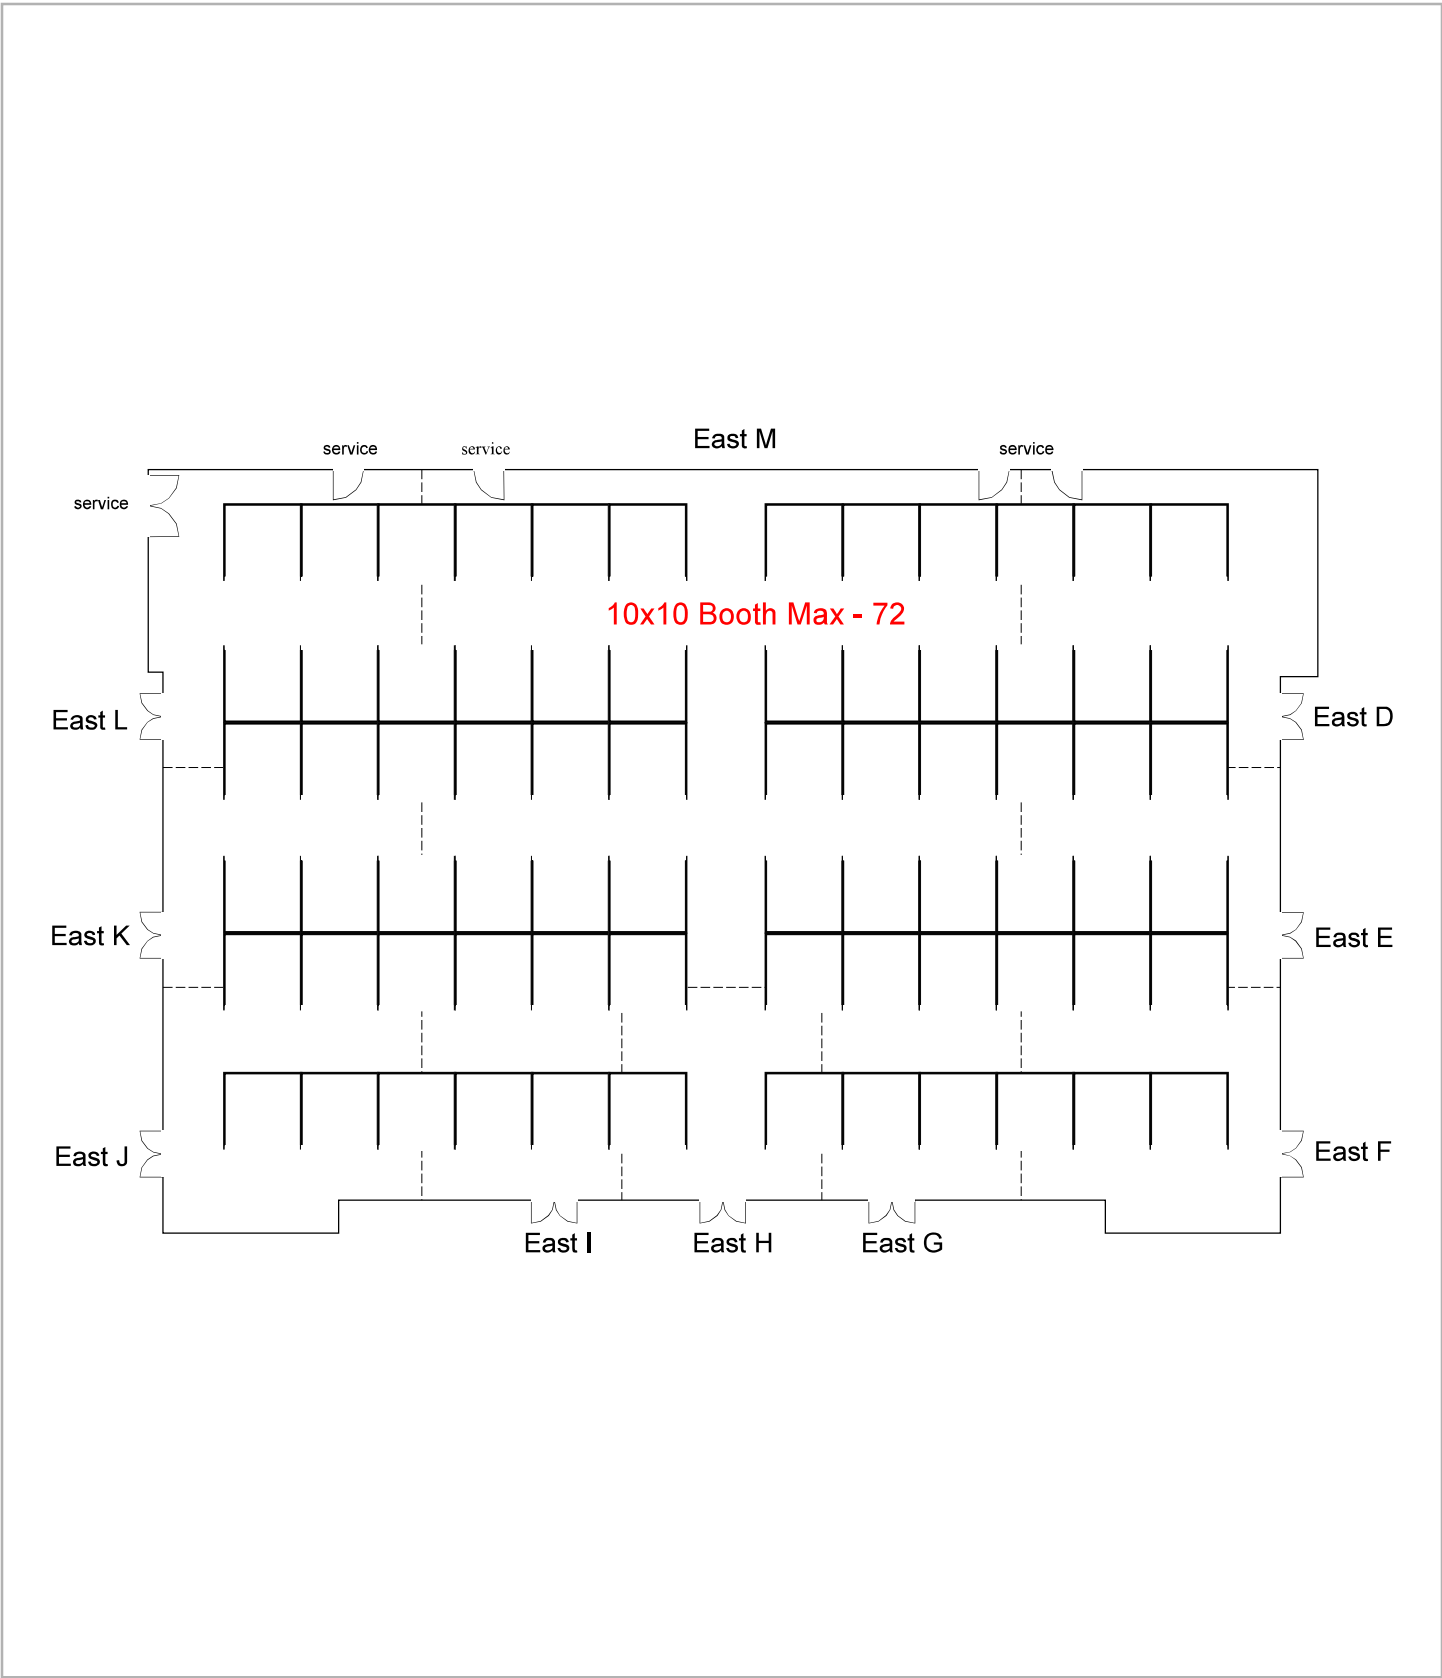 East M
service
service
service
service
10x10 Booth Max - 72
East L
East D
East K
East E
East J
East F
East I
East H
East G